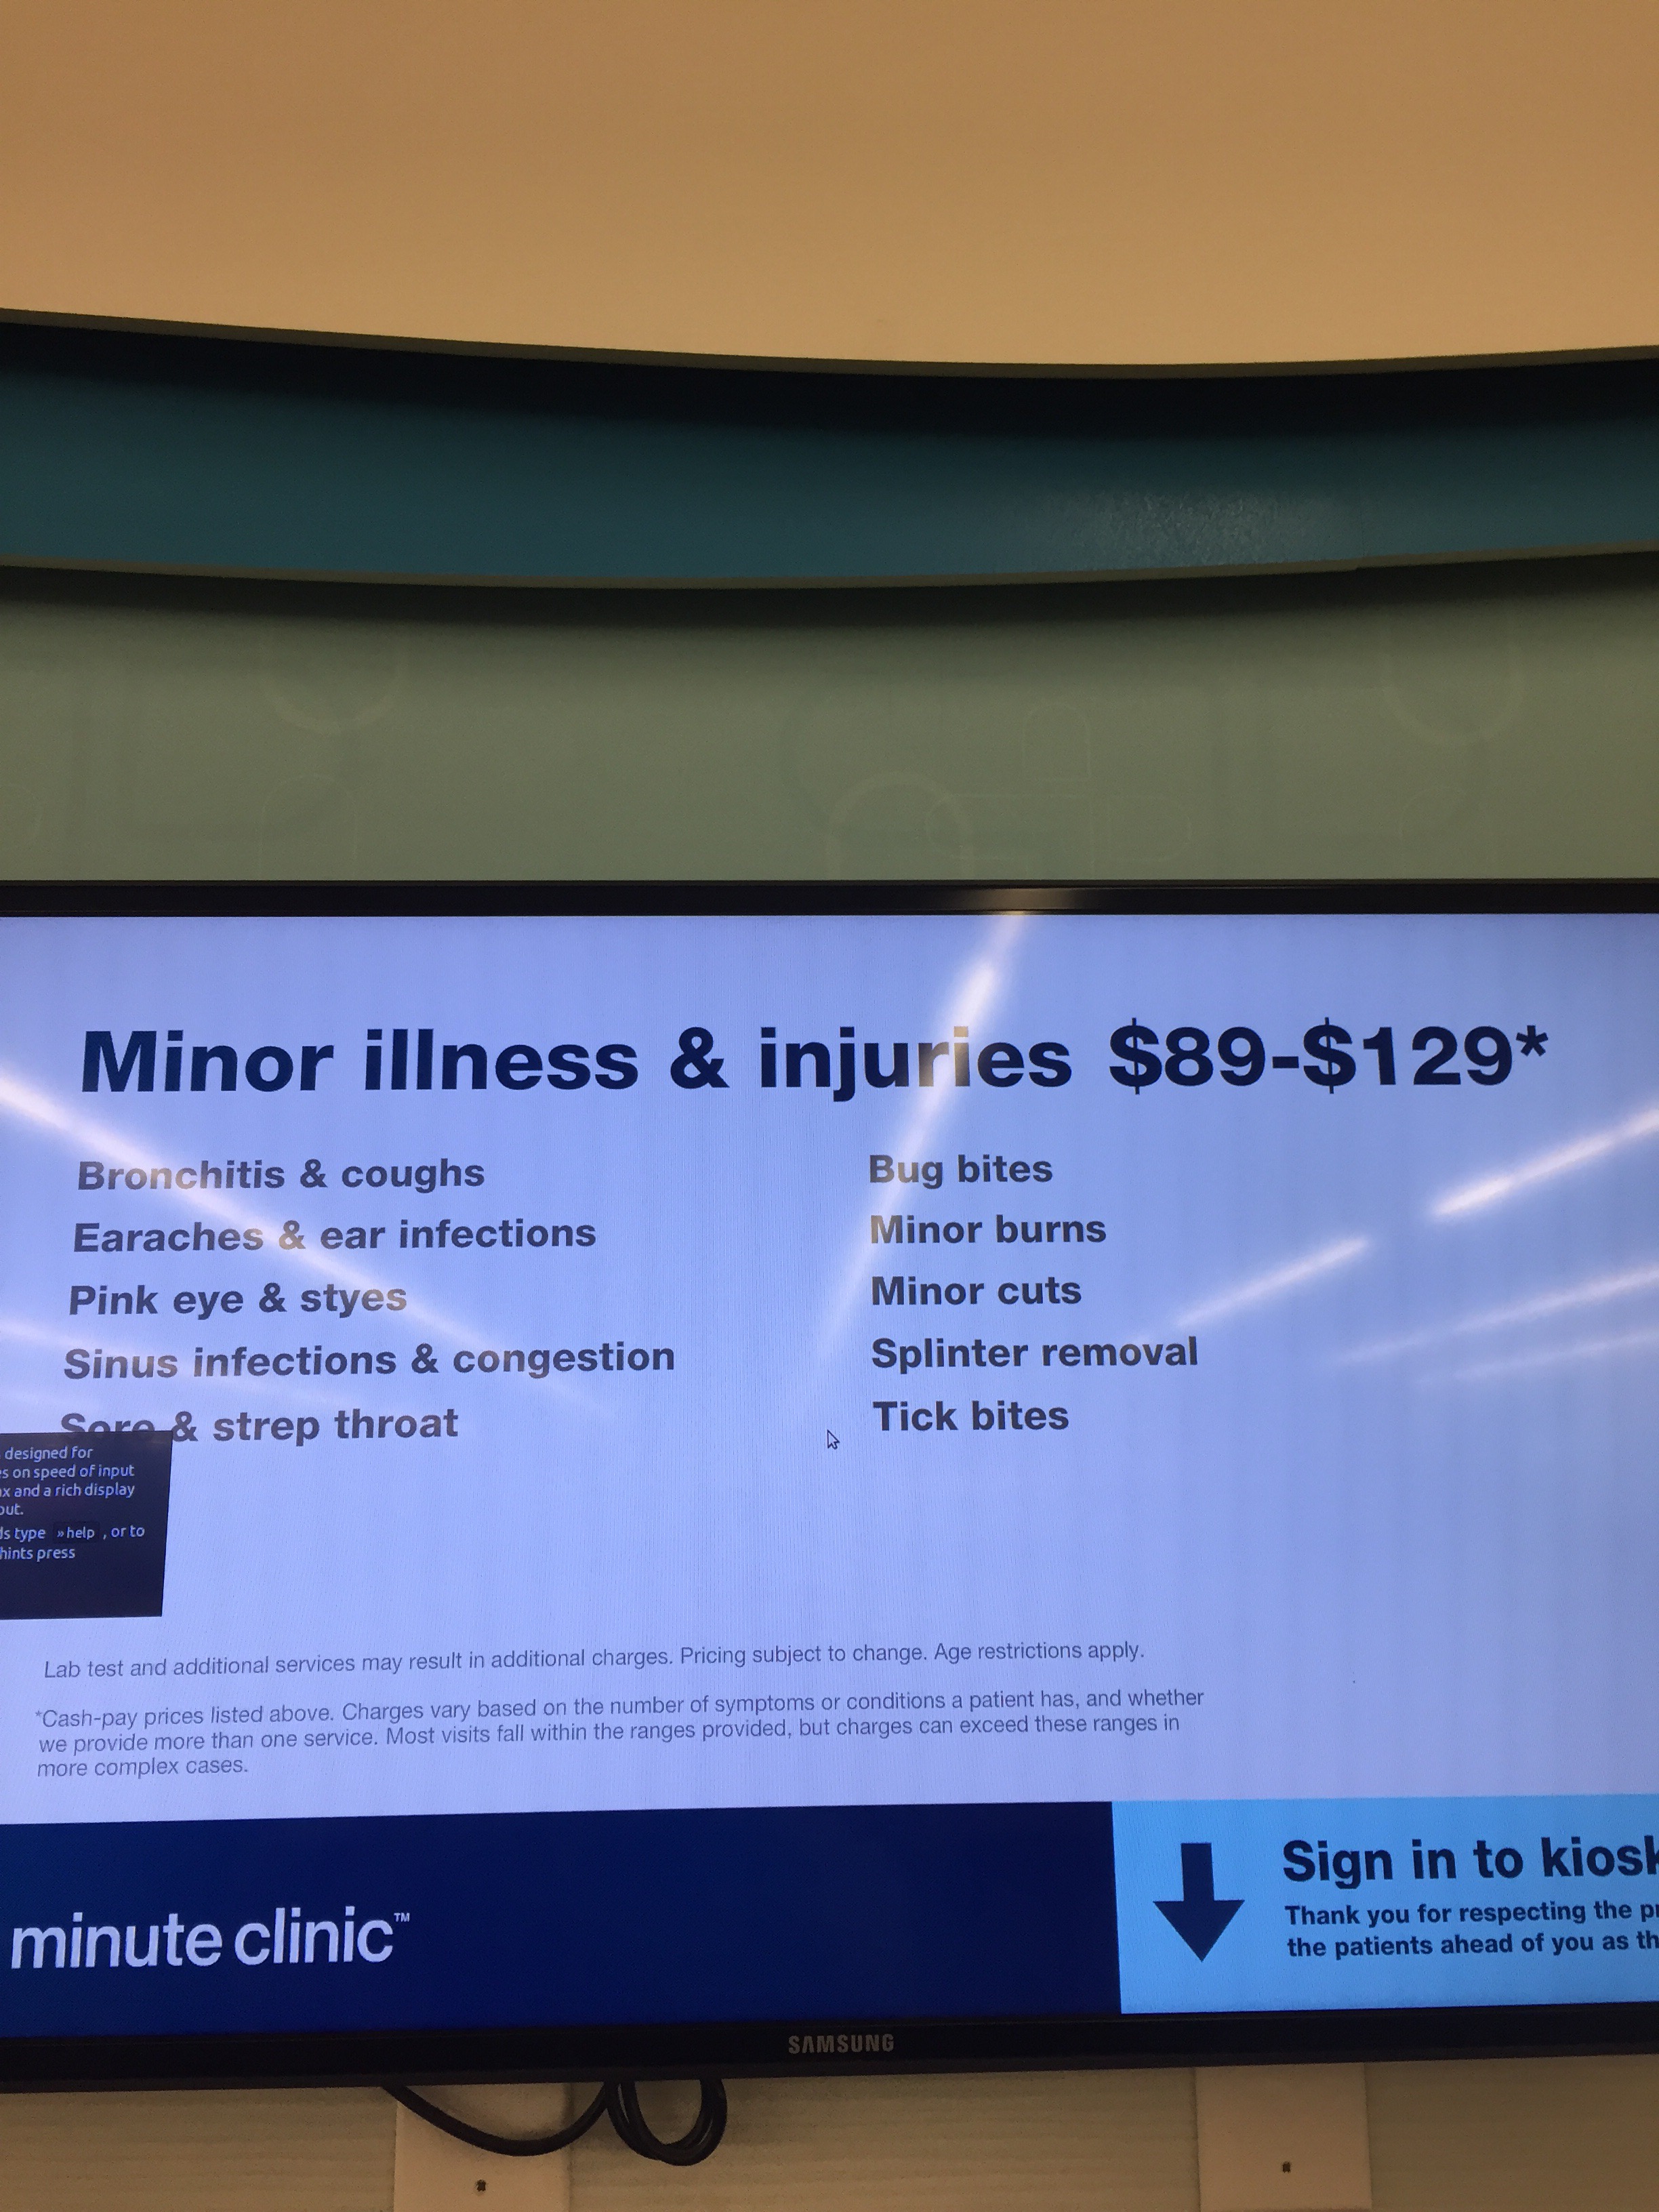 Minor illness & injuries $89-$129*
Bronchitis & coughs
Earaches & ear infections
Pink eye & styes
Sinus infections & congestion
Sore & strep throat
Bug bites
Minor burns
Minor cuts
Splinter removal
Tick bites
designed for
on speed of input
and a rich display
type »help , or to
hints press
Lab test and additional services may result in additional charges. Pricing subject to change. Age restrictions apply.
*Cash-pay prices listed above. Charges vary based on the number of symptoms or conditions a patient has, and whether
we provide more than one service. Most visits fall within the ranges provided, but charges can exceed these ranges in
more complex cases.
minute clinic™
Sign in to kiosk
Thank you for respecting the
the patients ahead of you as
SAMSUNG